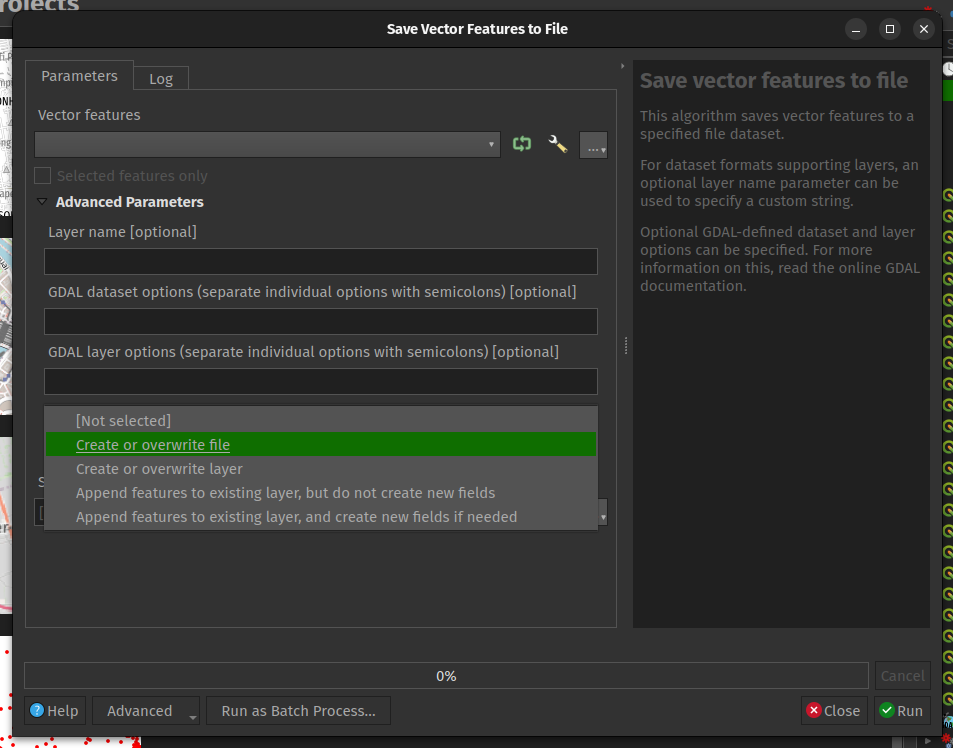 rojects
Save Vector Features to File
Parameters
Log
Vector features
...
Selected features only
Advanced Parameters
Layer name [optional]
GDAL dataset options (separate individual options with semicolons) [optional]
GDAL layer options (separate individual options with semicolons) [optional]
[Not selected]
Create or overwrite file
Create or overwrite layer
Append features to existing layer, but do not create new fields
Append features to existing layer, and create new fields if needed
S
[
Save vector features to file
This algorithm saves vector features to a
specified file dataset.
For dataset formats supporting layers, an
optional layer name parameter can be
used to specify a custom string.
Optional GDAL-defined dataset and layer
options can be specified. For more
information on this, read the online GDAL
documentation.
0%
Cancel
Help
Advanced
Run as Batch Process...
Close
Run